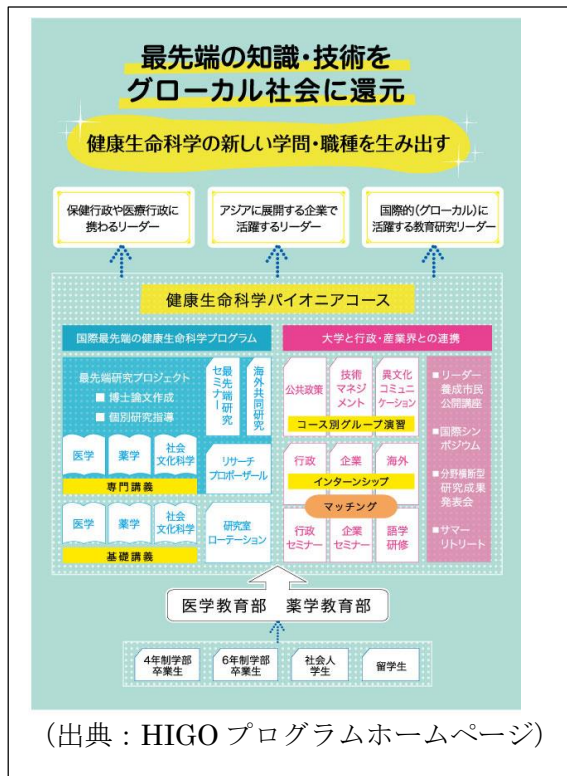 最先端の知識・技術を
グローカル社会に還元
健康生命科学の新しい学問・職種を生み出す
保健行政や医療行政に
携わるリーダー
アジアに展開する企業で
活躍するリーダー
国際的(グローカル)に
活躍する教育研究リーダー
健康生命科学パイオニアコース
国際最先端の健康生命科学プログラム
最先端研究プロジェクト
■ 博士論文作成
■ 個別研究指導
最先端研究
セミナー
海外共同研究
医学
薬学
社会
文化科学
専門講義
リサーチ
プロポーザール
医学
薬学
社会
文化科学
基礎講義
研究室
ローテーション
大学と行政・産業界との連携
公共政策
技術
マネジ
メント
異文化
コミュニ
ケーション
コース別グループ演習
行政
企業
海外
インターンシップ
マッチング
行政
セミナー
企業
セミナー
語学
研修
■リーダー
養成市民
公開講座
■国際シン
ポジウム
■分野横断型
研究成果
発表会
■サマー
リトリート
医学教育部 薬学教育部
4年制学部
卒業生
6年制学部
卒業生
社会人
学生
留学生
(出典:HIGOプログラムホームページ)